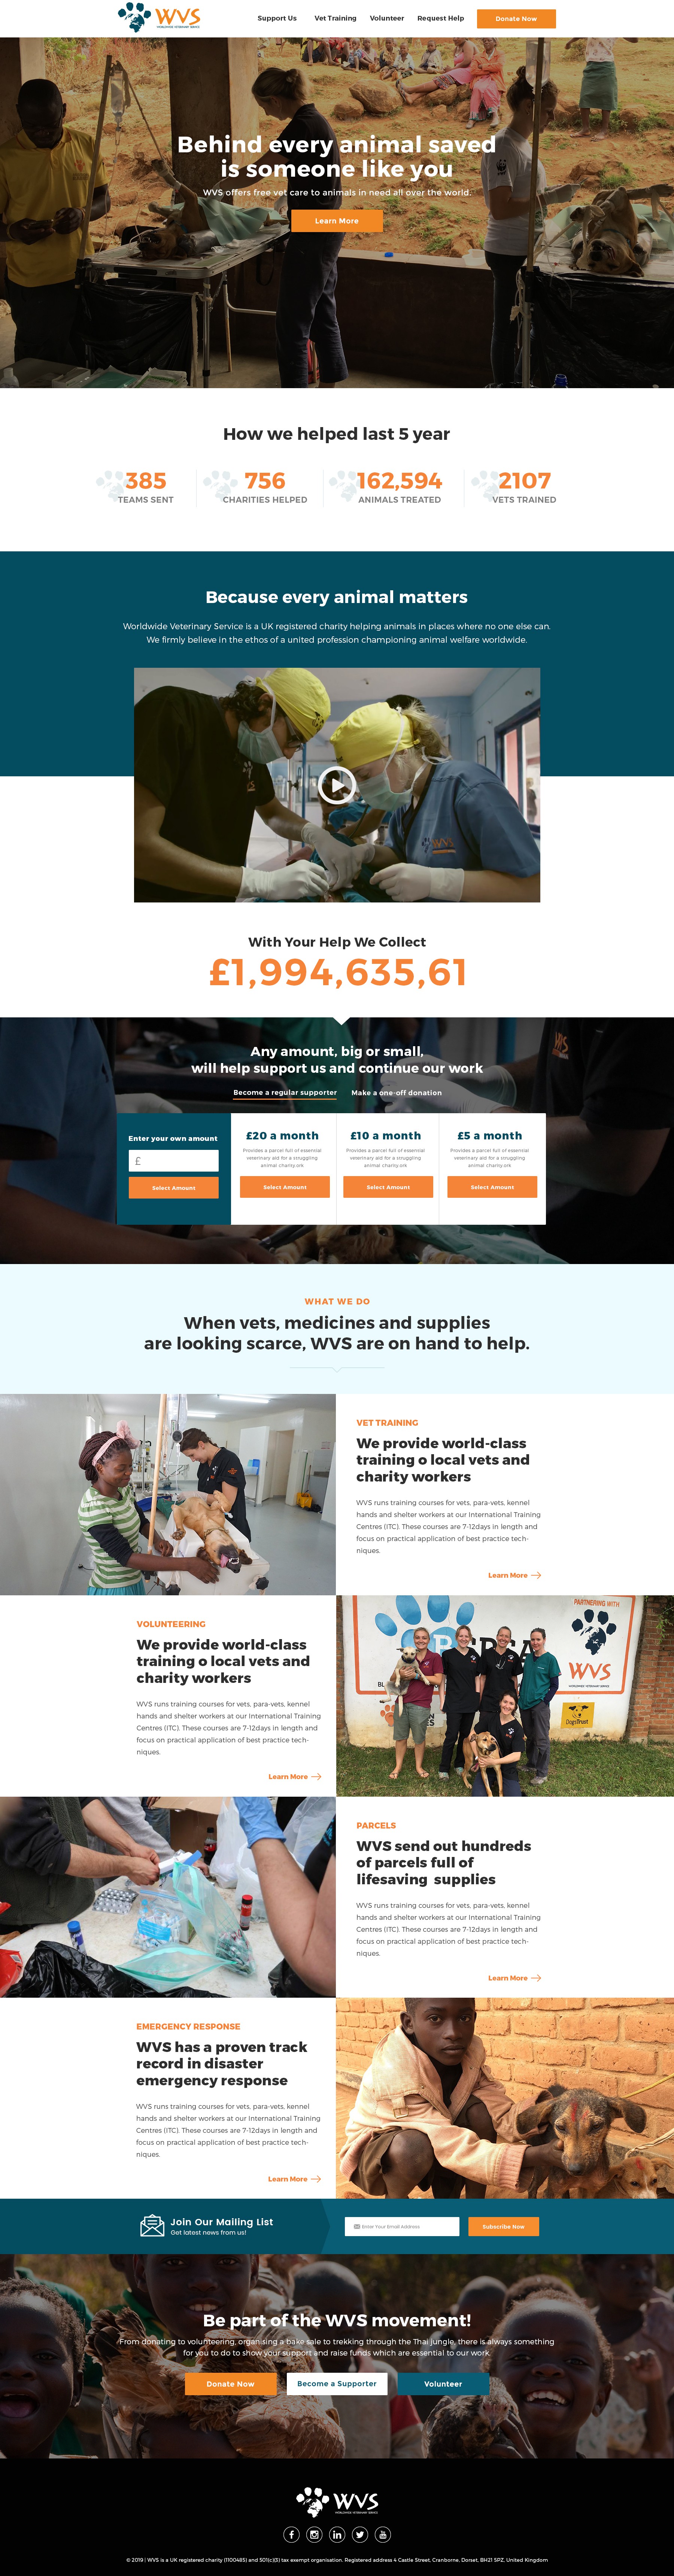 WVS
WORLDWIDE VETERINARY SERVICE
Support Us
Vet Training
Volunteer
Request Help
Donate Now
Behind every animal saved
is someone like you
WVS offers free vet care to animals in need all over the world.
Learn More
How we helped last 5 year
385
TEAMS SENT
756
CHARITIES HELPED
162,594
ANIMALS TREATED
2107
VETS TRAINED
Because every animal matters
Worldwide Veterinary Service is a UK registered charity helping animals in places where no one else can.
We firmly believe in the ethos of a united profession championing animal welfare worldwide.
WVS
With Your Help We Collect
£1,994,635,61
Any amount, big or small,
will help support us and continue our work
Become a regular supporter
Make a one-off donation
Enter your own amount
£
Select Amount
£20 a month
Provides a parcel full of essential
veterinary aid for a struggling
animal charity.ork
Select Amount
£10 a month
Provides a parcel full of essential
veterinary aid for a struggling
animal charity.ork
Select Amount
£5 a month
Provides a parcel full of essential
veterinary aid for a struggling
animal charity.ork
Select Amount
WHAT WE DO
When vets, medicines and supplies
are looking scarce, WVS are on hand to help.
VET TRAINING
We provide world-class
training o local vets and
charity workers
WVS runs training courses for vets, para-vets, kennel
hands and shelter workers at our International Training
Centres (ITC). These courses are 7-12days in length and
focus on practical application of best practice tech-
niques.
Learn More
VOLUNTEERING
We provide world-class
training o local vets and
charity workers
WVS runs training courses for vets, para-vets, kennel
hands and shelter workers at our International Training
Centres (ITC). These courses are 7-12days in length and
focus on practical application of best practice tech-
niques.
Learn More
PARTNERING WITH
WVS
WORLDWIDE VETERINARY SERVICE
DogsTrust
PARCELS
WVS send out hundreds
of parcels full of
lifesaving supplies
WVS runs training courses for vets, para-vets, kennel
hands and shelter workers at our International Training
Centres (ITC). These courses are 7-12days in length and
focus on practical application of best practice tech-
niques.
Learn More
EMERGENCY RESPONSE
WVS has a proven track
record in disaster
emergency response
WVS runs training courses for vets, para-vets, kennel
hands and shelter workers at our International Training
Centres (ITC). These courses are 7-12days in length and
focus on practical application of best practice tech-
niques.
Learn More
Join Our Mailing List
Get latest news from us!
Enter Your Email Address
Subscribe Now
Be part of the WVS movement!
From donating to volunteering, organising a bake sale to trekking through the Thai jungle, there is always something
for you to do to show your support and raise funds which are essential to our work.
Donate Now
Become a Supporter
Volunteer
WVS
WORLDWIDE VETERINARY SERVICE
© 2019 | WVS is a UK registered charity (1100485) and 501(c)(3) tax exempt organisation. Registered address 4 Castle Street, Cranborne, Dorset, BH21 5PZ, United Kingdom